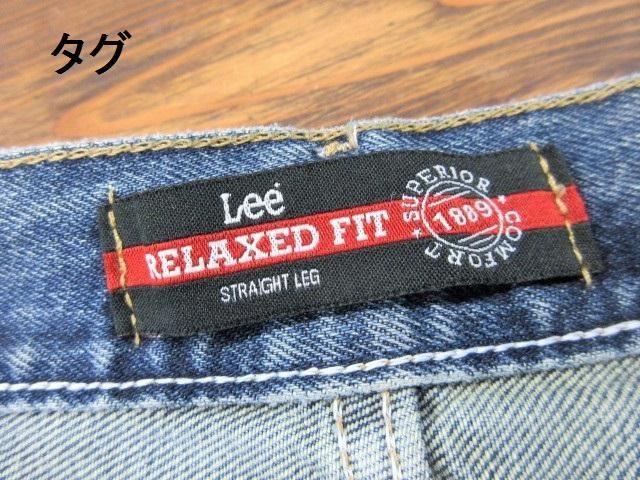 タグ
Lee
RELAXED FIT
STRAIGHT LEG
SUPERIOR
1889
COMFORT